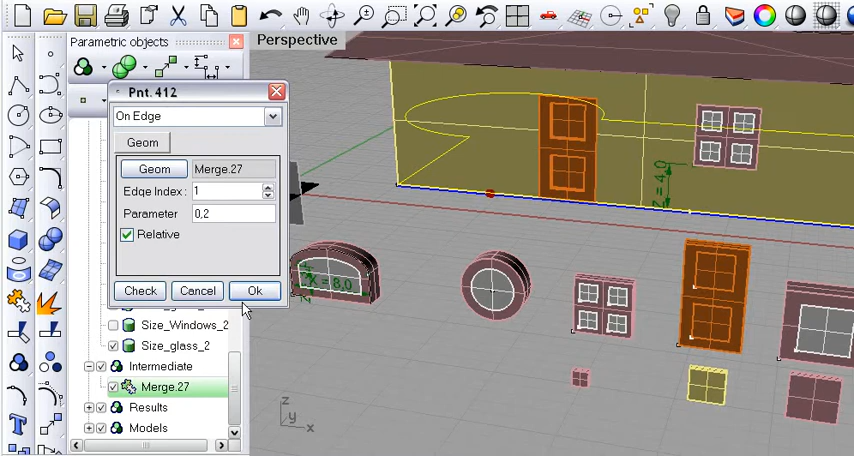 Parametric objects
Perspective
Pnt. 412
On Edge
Geom
Geom Merge.27
Edge Index: 1
Parameter 0,2
Relative
Check Cancel Ok
Size_Windows_2
Size_glass_2
Intermediate
Merge.27
Results
Models
Z = 4.0
X = 8.0
z
y
x